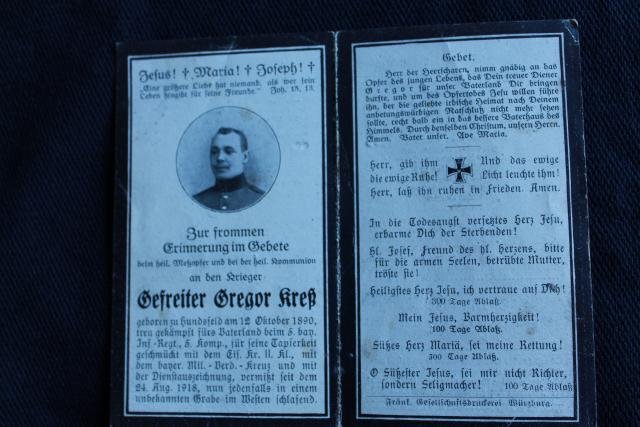 Jesus! † Maria! † Joseph! †
„Eine größere Liebe hat niemand, als wer sein
Leben hingibt für seine Freunde.“ Joh. 15, 13.
Zur frommen
Erinnerung im Gebete
beim heil. Meßopfer und bei der heil. Kommunion
an den Krieger
Gefreiter Gregor Kreß
geboren zu Hundsfeld am 12 Oktober 1890,
treu gekämpft fürs Vaterland beim 5. bay.
Inf.-Regt., 5. Komp., für seine Tapferkeit
geschmückt mit dem Eis. Kr. II. Kl., mit
dem bayer. Mil.-Verd.-Kreuz und mit
der Dienstauszeichnung, vermißt seit dem
24. Aug. 1918, nun jedenfalls in einem
unbekannten Grabe im Westen schlafend.
Gebet.
Herr der Heerscharen, nimm gnädig an das
Opfer des jungen Lebens, das Dein treuer Diener
Gregor für unser Vaterland Dir bringen
durfte, und um des Opfertodes Jesu willen führe
ihn, der die geliebte irdische Heimat nach Deinem
anbetungswürdigen Ratschluß nicht mehr sehen
sollte, recht bald ein in das bessere Vaterhaus des
Himmels. Durch denselben Christum, unsern Herrn.
Amen. Vater unser. Ave Maria.
Herr, gib ihm Und das ewige
die ewige Ruhe! Licht leuchte ihm!
Herr, laß ihn ruhen in Frieden. Amen.
In die Todesangst versetztes Herz Jesu,
erbarme Dich der Sterbenden!
Hl. Josef, Freund des hl. Herzens, bitte
für die armen Seelen, betrübte Mutter,
tröste sie!
Heiligstes Herz Jesu, ich vertraue auf Dich!
300 Tage Ablaß.
Mein Jesus, Barmherzigkeit!
100 Tage Ablaß.
Süßes Herz Mariä, sei meine Rettung!
300 Tage Ablaß.
O Süßester Jesus, sei mir nicht Richter,
sondern Seligmacher! 100 Tage Ablaß
Fränk. Gesellschaftsdruckerei Würzburg.